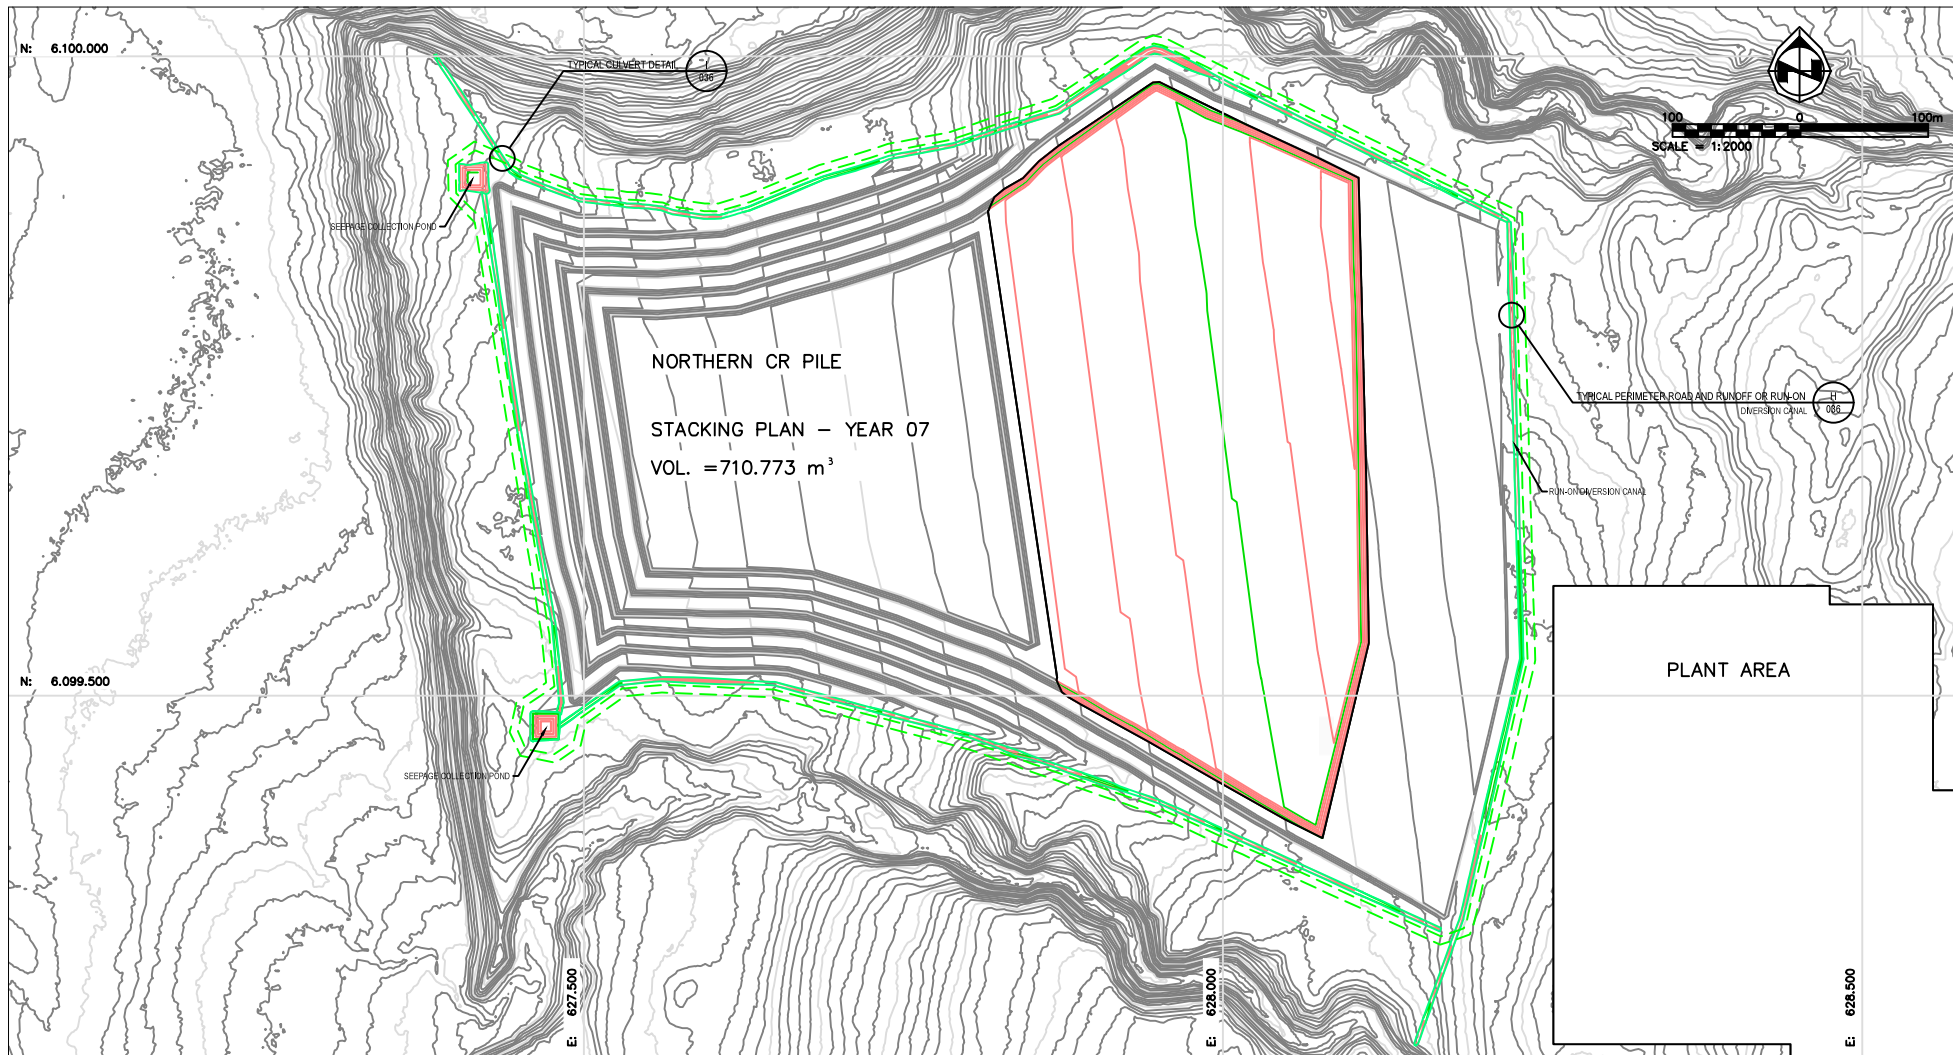 N: 6.100.000
TYPICAL CULVERT DETAIL
I
036
100 0 100m
SCALE = 1:2000
SEEPAGE COLLECTION POND
NORTHERN CR PILE
STACKING PLAN – YEAR 07
VOL. =710.773 m³
TYPICAL PERIMETER ROAD AND RUNOFF OR RUN-ON
DIVERSION CANAL
H
036
RUN-ON DIVERSION CANAL
N: 6.099.500
PLANT AREA
SEEPAGE COLLECTION POND
E: 627.500
E: 628.000
E: 628.500